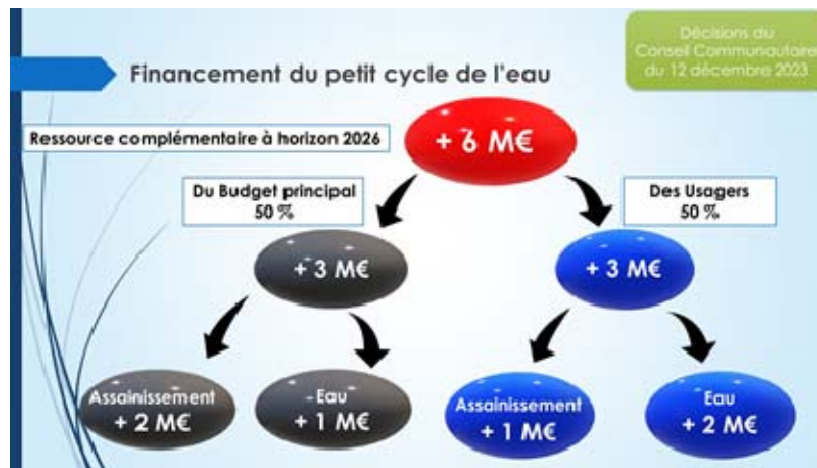 Décisions du
Conseil Communautaire
du 12 décembre 2023
Financement du petit cycle de l'eau
Ressource complémentaire à horizon 2026
+ 6 M€
Du Budget principal
50 %
Des Usagers
50 %
+ 3 M€
+ 3 M€
Assainissement
+ 2 M€
Eau
+ 1 M€
Assainissement
+ 1 M€
Eau
+ 2 M€